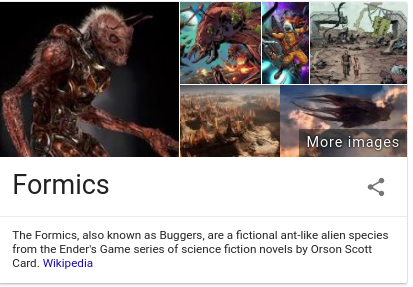 More images
Formics
The Formics, also known as Buggers, are a fictional ant-like alien species
from the Ender's Game series of science fiction novels by Orson Scott
Card. Wikipedia